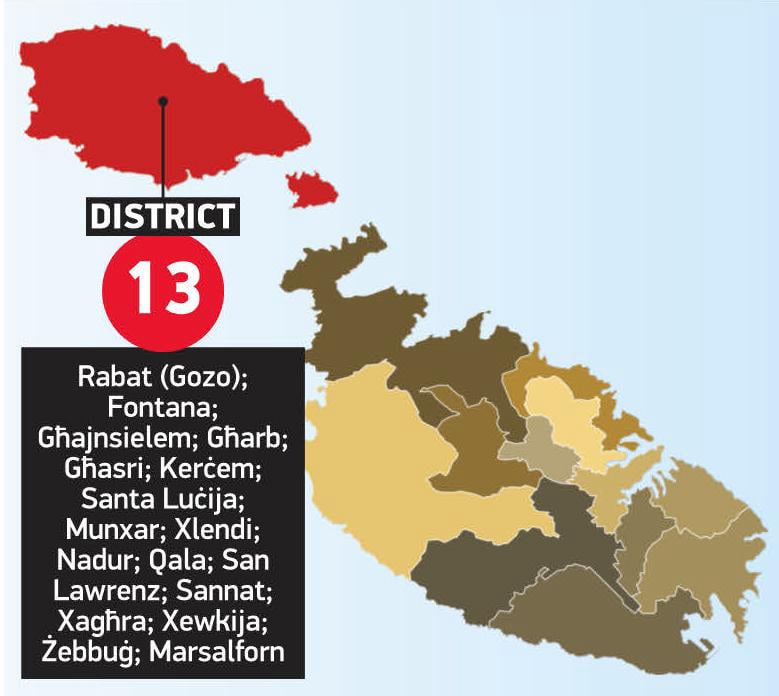 DISTRICT
13
Rabat (Gozo);
Fontana;
Għajnsielem; Għarb;
Għasri; Kerċem;
Santa Luċija;
Munxar; Xlendi;
Nadur; Qala; San
Lawrenz; Sannat;
Xagħra; Xewkija;
Żebbuġ; Marsalforn